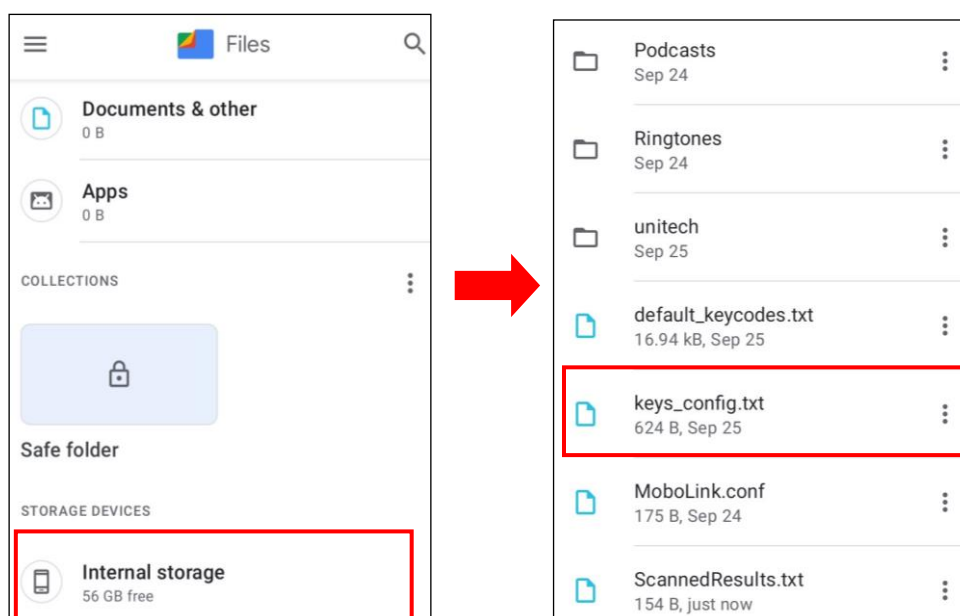 Files
Documents & other
0 B
Apps
0 B
COLLECTIONS
Safe folder
STORAGE DEVICES
Internal storage
56 GB free
Podcasts
Sep 24
Ringtones
Sep 24
unitech
Sep 25
default_keycodes.txt
16.94 kB, Sep 25
keys_config.txt
624 B, Sep 25
MoboLink.conf
175 B, Sep 24
ScannedResults.txt
154 B, just now